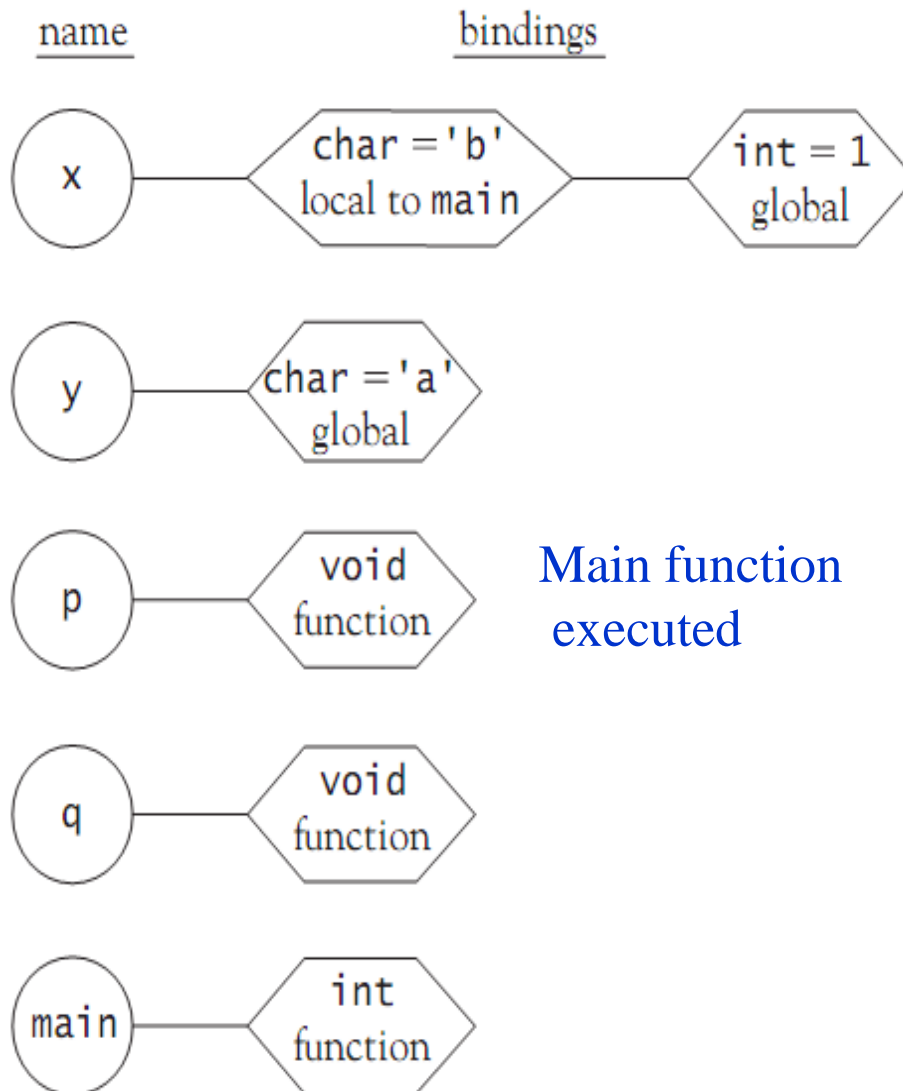 name bindings
x
char = 'b'
local to main
int = 1
global
y
char = 'a'
global
p
void
function
Main function
executed
q
void
function
main
int
function